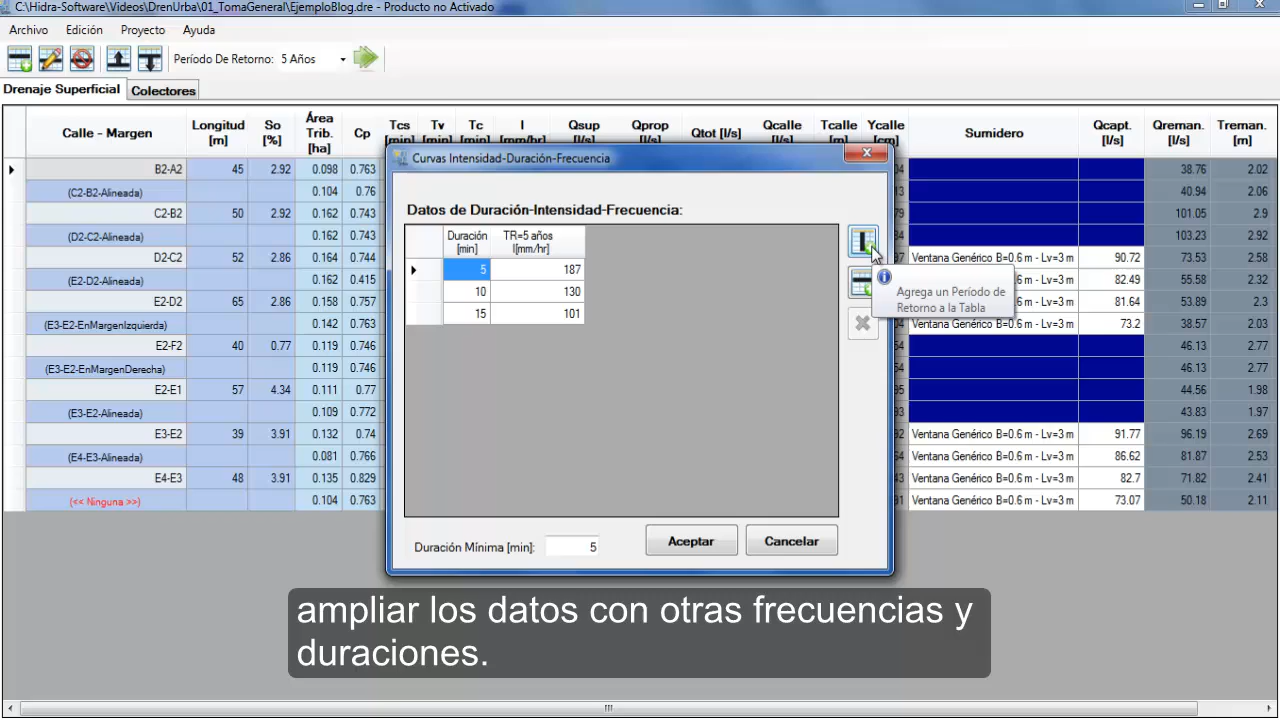 C:\Hidra-Software\Videos\DrenUrba\01_TomaGeneral\EjemploBlog.dre - Producto no Activado
Archivo Edición Proyecto Ayuda
Período De Retorno: 5 Años
Drenaje Superficial Colectores
Calle - Margen Longitud [m] So [%] Área Trib. [ha] Cp Tcs [min] Tv [min] Tc [min] I [mm/hr] Qsup [l/s] Qprop [l/s] Qtot [l/s] Qcalle [l/s] Tcalle [m] Ycalle [cm] Sumidero Qcapt. [l/s] Qreman. [l/s] Treman. [m]
B2-A2 45 2.92 0.098 0.763 38.76 2.02
(C2-B2-Alineada) 0.104 0.76 40.94 2.06
C2-B2 50 2.92 0.162 0.743 101.05 2.9
(D2-C2-Alineada) 0.162 0.743 103.23 2.92
D2-C2 52 2.86 0.164 0.744 Ventana Genérico B=0.6 m - Lv=3 m 90.72 73.53 2.58
(E2-D2-Alineada) 0.162 0.415 82.49 55.58 2.32
E2-D2 65 2.86 0.158 0.757 81.64 53.89 2.3
(E3-E2-EnMargenIzquierda) 0.142 0.763 Ventana Genérico B=0.6 m - Lv=3 m 73.2 38.57 2.03
E2-F2 40 0.77 0.119 0.746 46.13 2.77
(E3-E2-EnMargenDerecha) 0.119 0.746 46.13 2.77
E2-E1 57 4.34 0.111 0.77 44.56 1.98
(E3-E2-Alineada) 0.109 0.772 43.83 1.97
E3-E2 39 3.91 0.132 0.74 Ventana Genérico B=0.6 m - Lv=3 m 91.77 96.19 2.69
(E4-E3-Alineada) 0.081 0.766 Ventana Genérico B=0.6 m - Lv=3 m 86.62 81.87 2.53
E4-E3 48 3.91 0.135 0.829 Ventana Genérico B=0.6 m - Lv=3 m 82.7 71.82 2.41
(<< Ninguna >>) 0.104 0.763 Ventana Genérico B=0.6 m - Lv=3 m 73.07 50.18 2.11
Curvas Intensidad-Duración-Frecuencia
Datos de Duración-Intensidad-Frecuencia:
Duración [min] TR=5 años I[mm/hr]
5 187
10 130
15 101
Agrega un Período de
Retorno a la Tabla
Duración Mínima [min]: 5
Aceptar Cancelar
ampliar los datos con otras frecuencias y
duraciones.